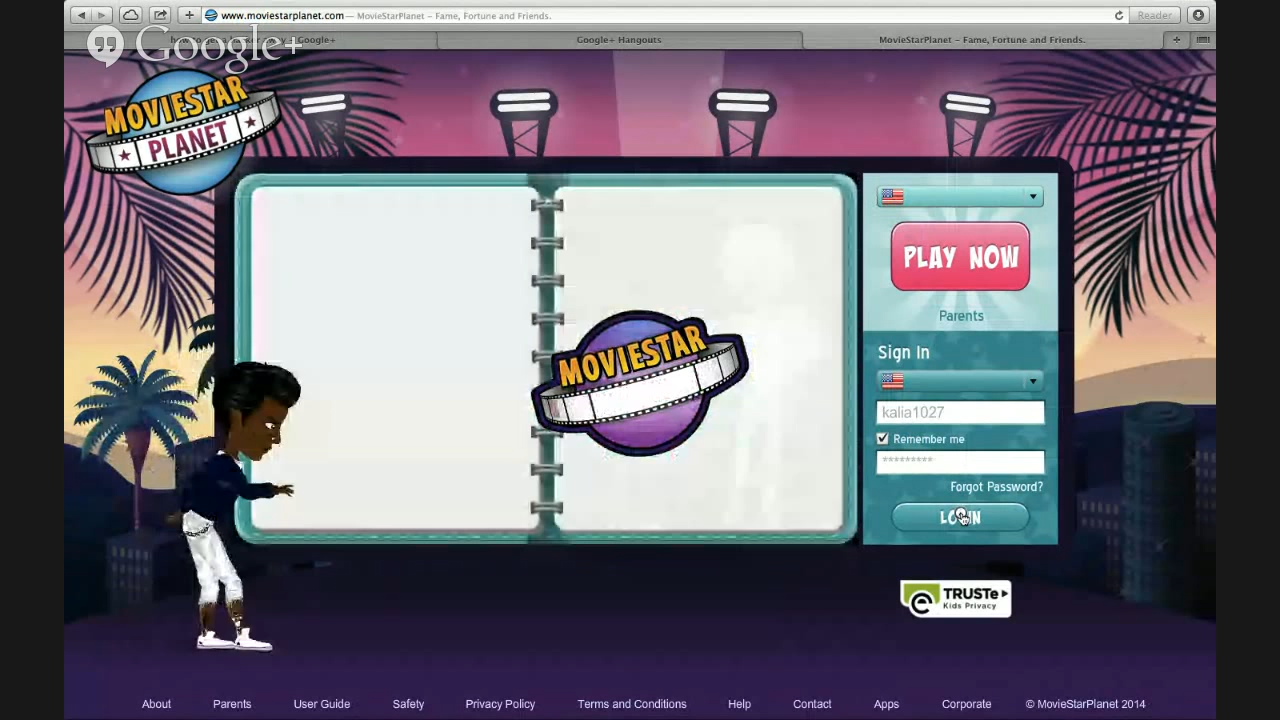 www.moviestarplanet.com — MovieStarPlanet – Fame, Fortune and Friends.
Reader
Google+
Google+
Google+ Hangouts
MovieStarPlanet – Fame, Fortune and Friends.
MOVIESTAR
PLANET
PLAY NOW
Parents
Sign In
MOVIESTAR
kalia1027
Remember me
*********
Forgot Password?
TRUSTe
Kids Privacy
About
Parents
User Guide
Safety
Privacy Policy
Terms and Conditions
Help
Contact
Apps
Corporate
© MovieStarPlanet 2014